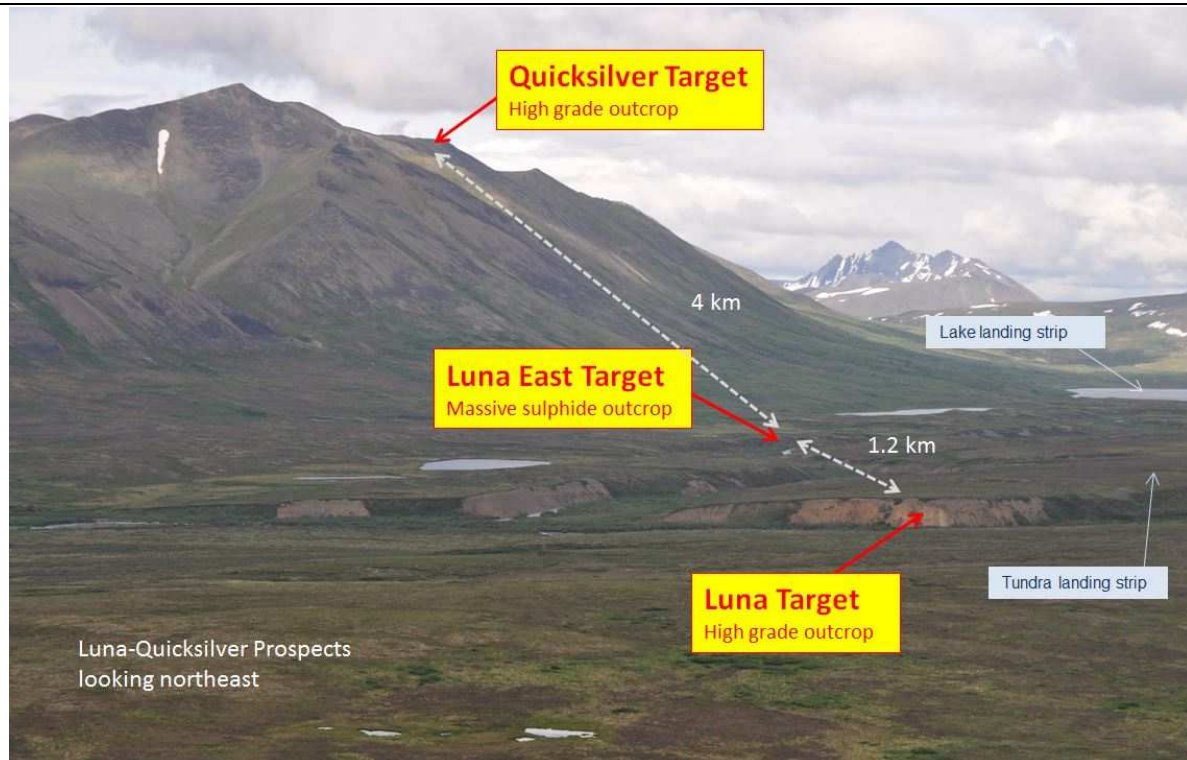 Quicksilver Target
High grade outcrop
4 km
Lake landing strip
Luna East Target
Massive sulphide outcrop
1.2 km
Tundra landing strip
Luna Target
High grade outcrop
Luna-Quicksilver Prospects
looking northeast